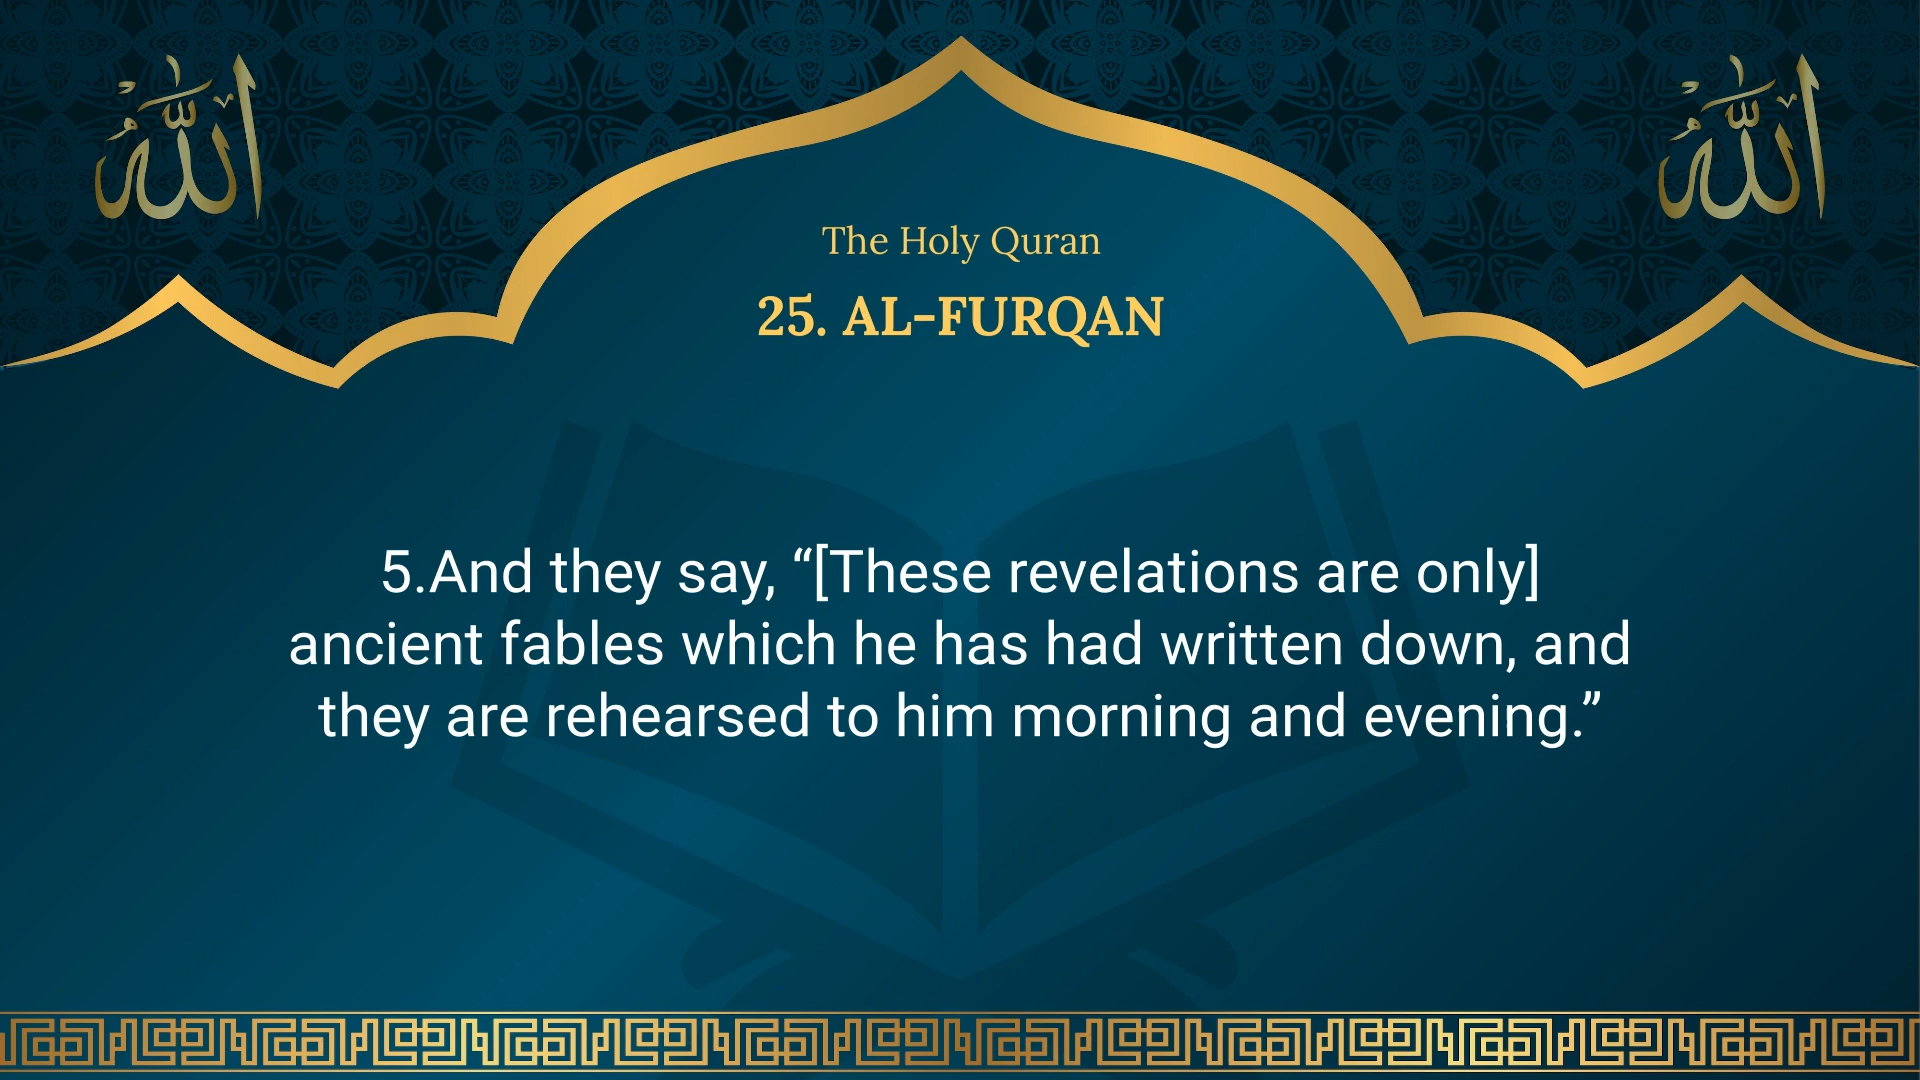 الله
الله
The Holy Quran
25. AL-FURQAN
5.And they say, “[These revelations are only]
ancient fables which he has had written down, and
they are rehearsed to him morning and evening.”